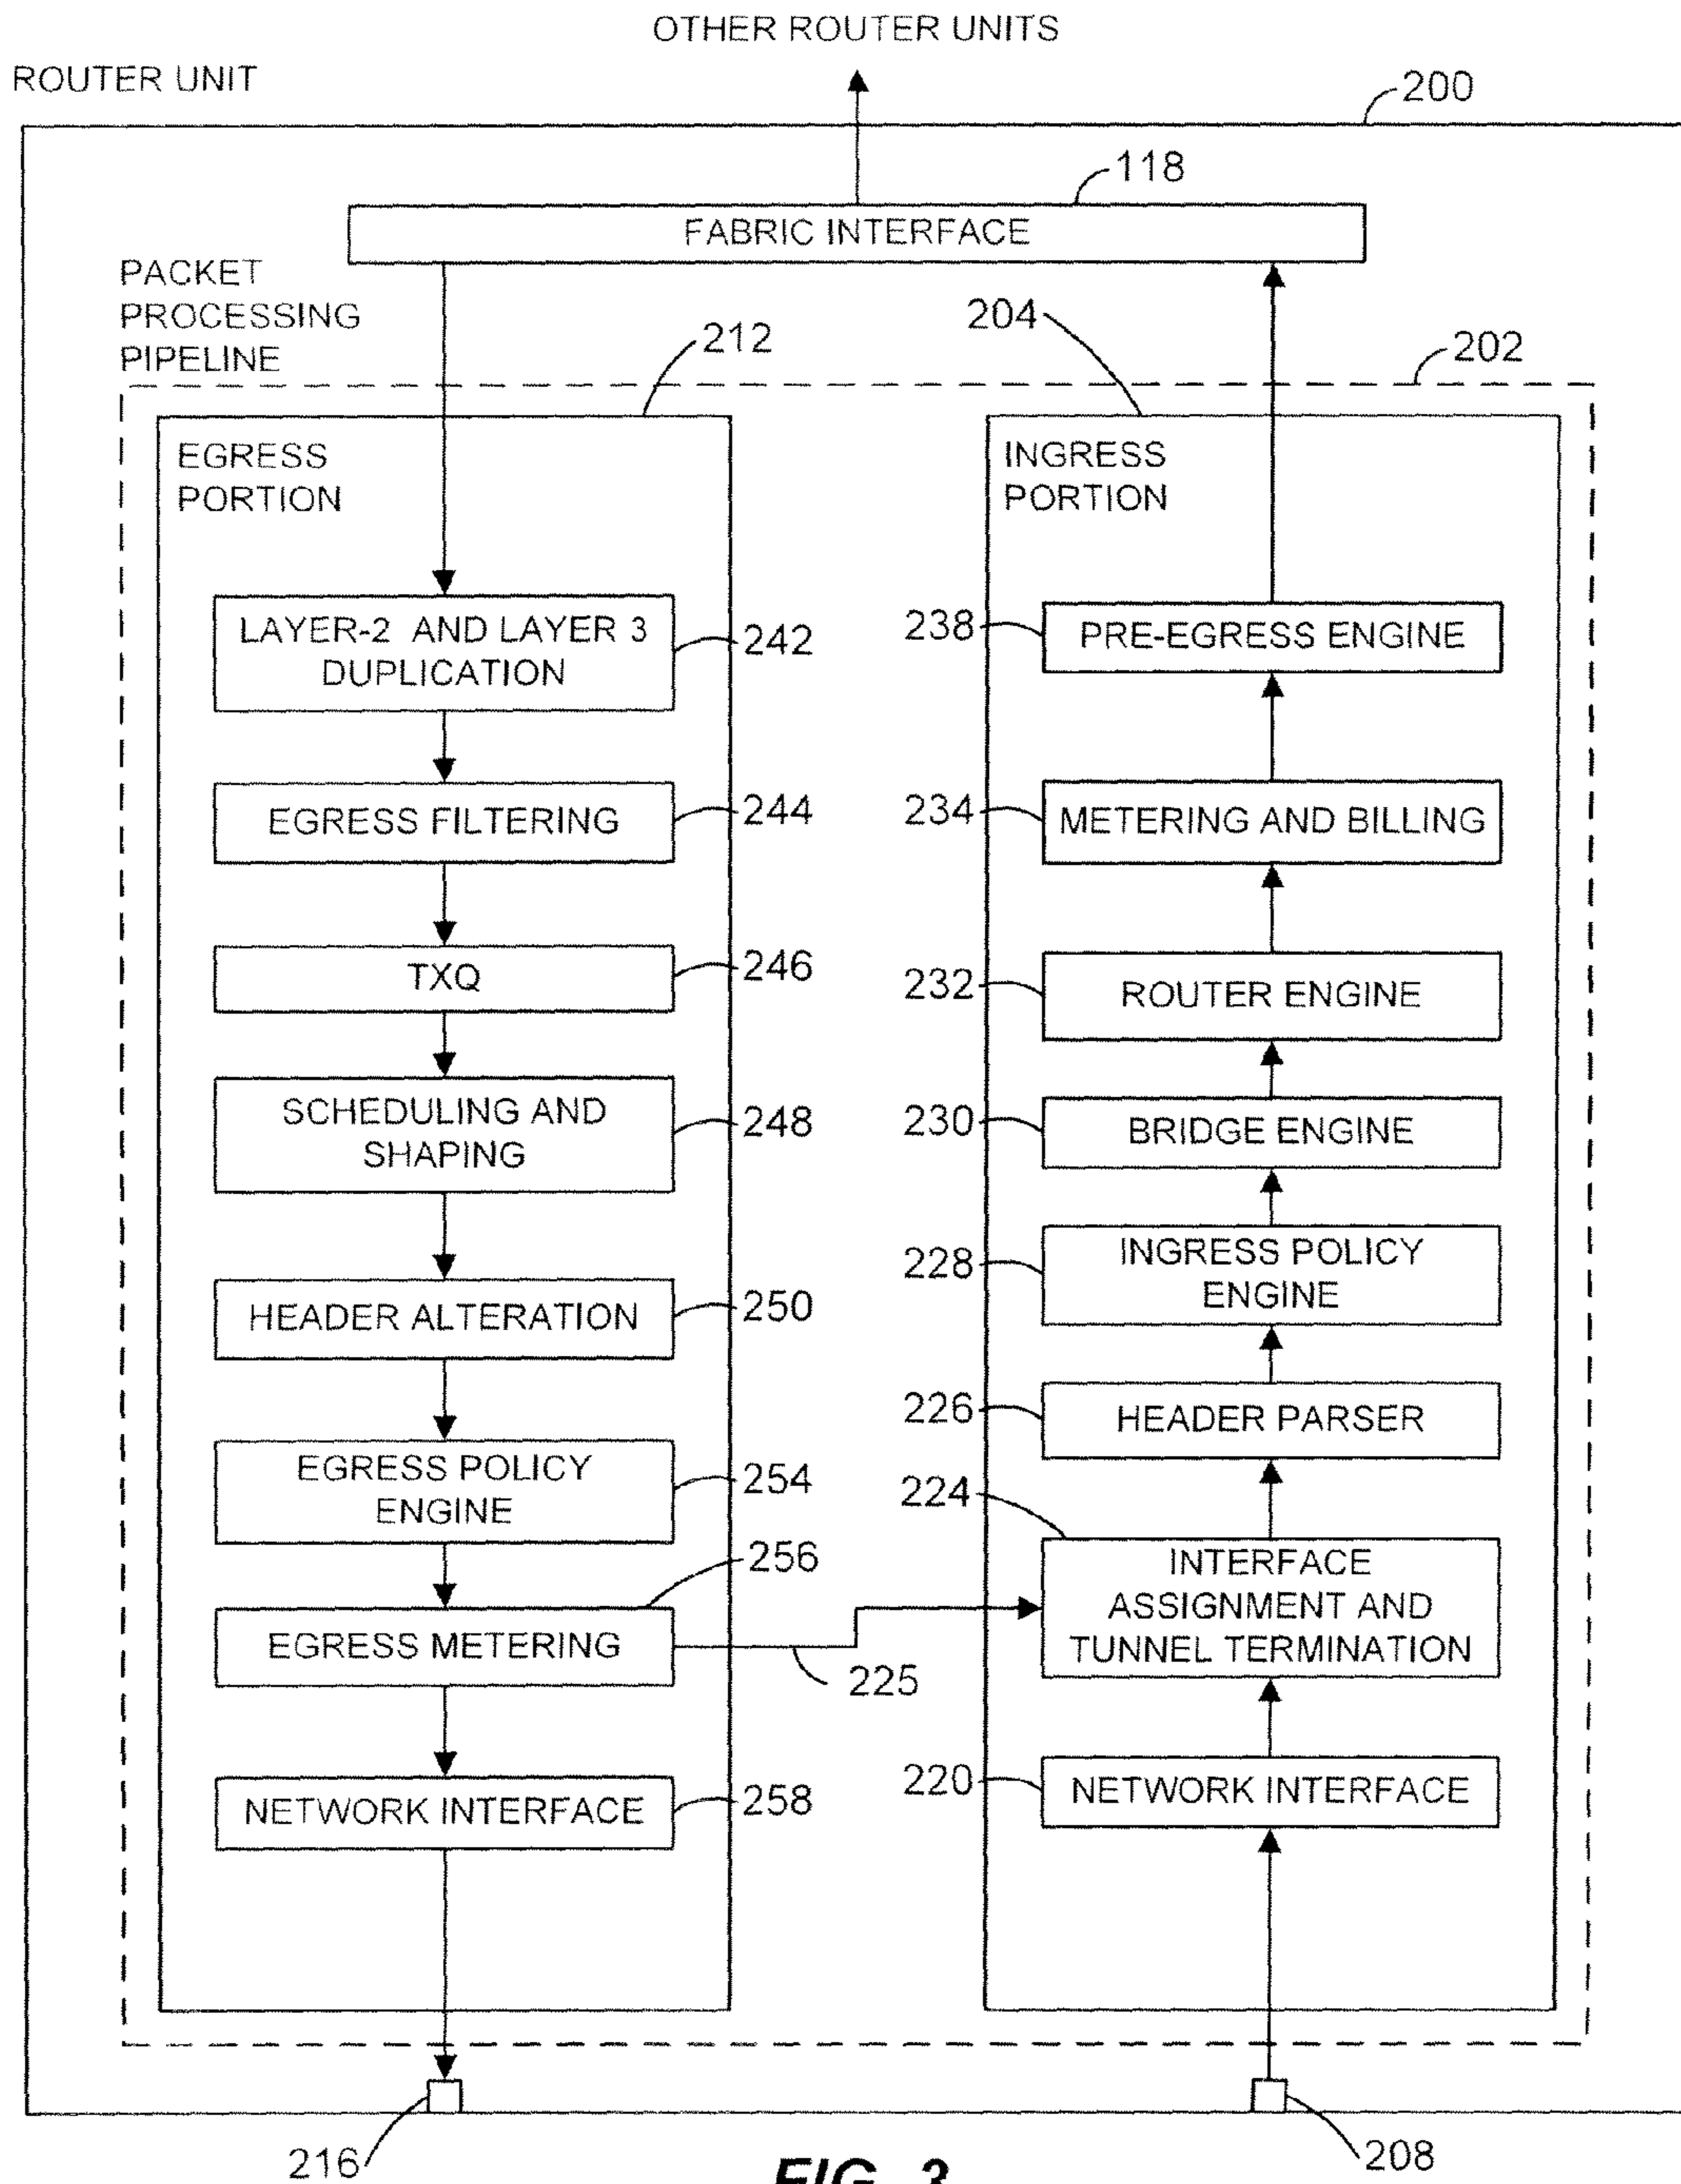 OTHER ROUTER UNITS
ROUTER UNIT
200
118
FABRIC INTERFACE
PACKET
PROCESSING
PIPELINE
212
204
202
EGRESS
PORTION
INGRESS
PORTION
LAYER-2 AND LAYER 3
DUPLICATION
242
238
PRE-EGRESS ENGINE
EGRESS FILTERING
244
234
METERING AND BILLING
TXQ
246
232
ROUTER ENGINE
SCHEDULING AND
SHAPING
248
230
BRIDGE ENGINE
228
INGRESS POLICY
ENGINE
HEADER ALTERATION
250
226
HEADER PARSER
EGRESS POLICY
ENGINE
254
224
INTERFACE
ASSIGNMENT AND
TUNNEL TERMINATION
256
EGRESS METERING
225
220
NETWORK INTERFACE
NETWORK INTERFACE
258
216
208
FIG. 3